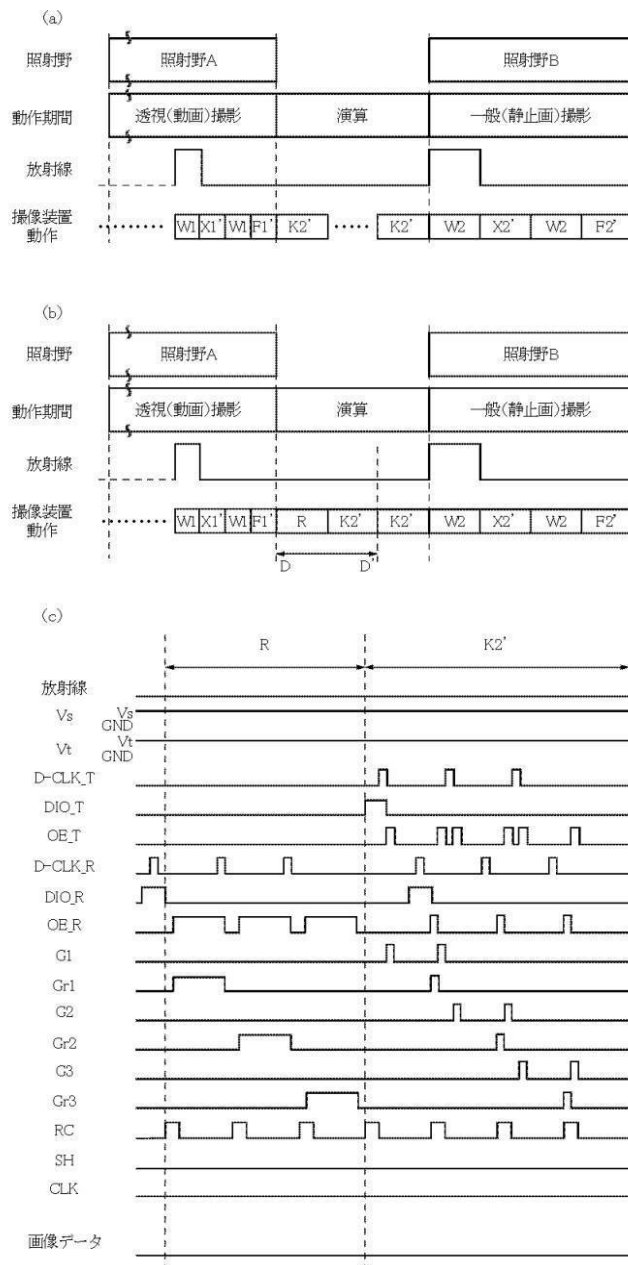 (a)
照射野 照射野A 照射野B
動作期間 透視(動画)撮影 演算 一般(静止画)撮影
放射線
撮像装置
動作
W1 X1' W1 F1' K2' K2' W2 X2' W2 F2'
(b)
照射野 照射野A 照射野B
動作期間 透視(動画)撮影 演算 一般(静止画)撮影
放射線
撮像装置
動作
W1 X1' W1 F1' R K2' K2' W2 X2' W2 F2'
D D'
(c)
R K2'
放射線
Vs Vs
GND
Vt Vt
GND
D-CLK_T
DIO_T
OE_T
D-CLK_R
DIO_R
OE_R
G1
Gr1
G2
Gr2
G3
Gr3
RC
SH
CLK
画像データ